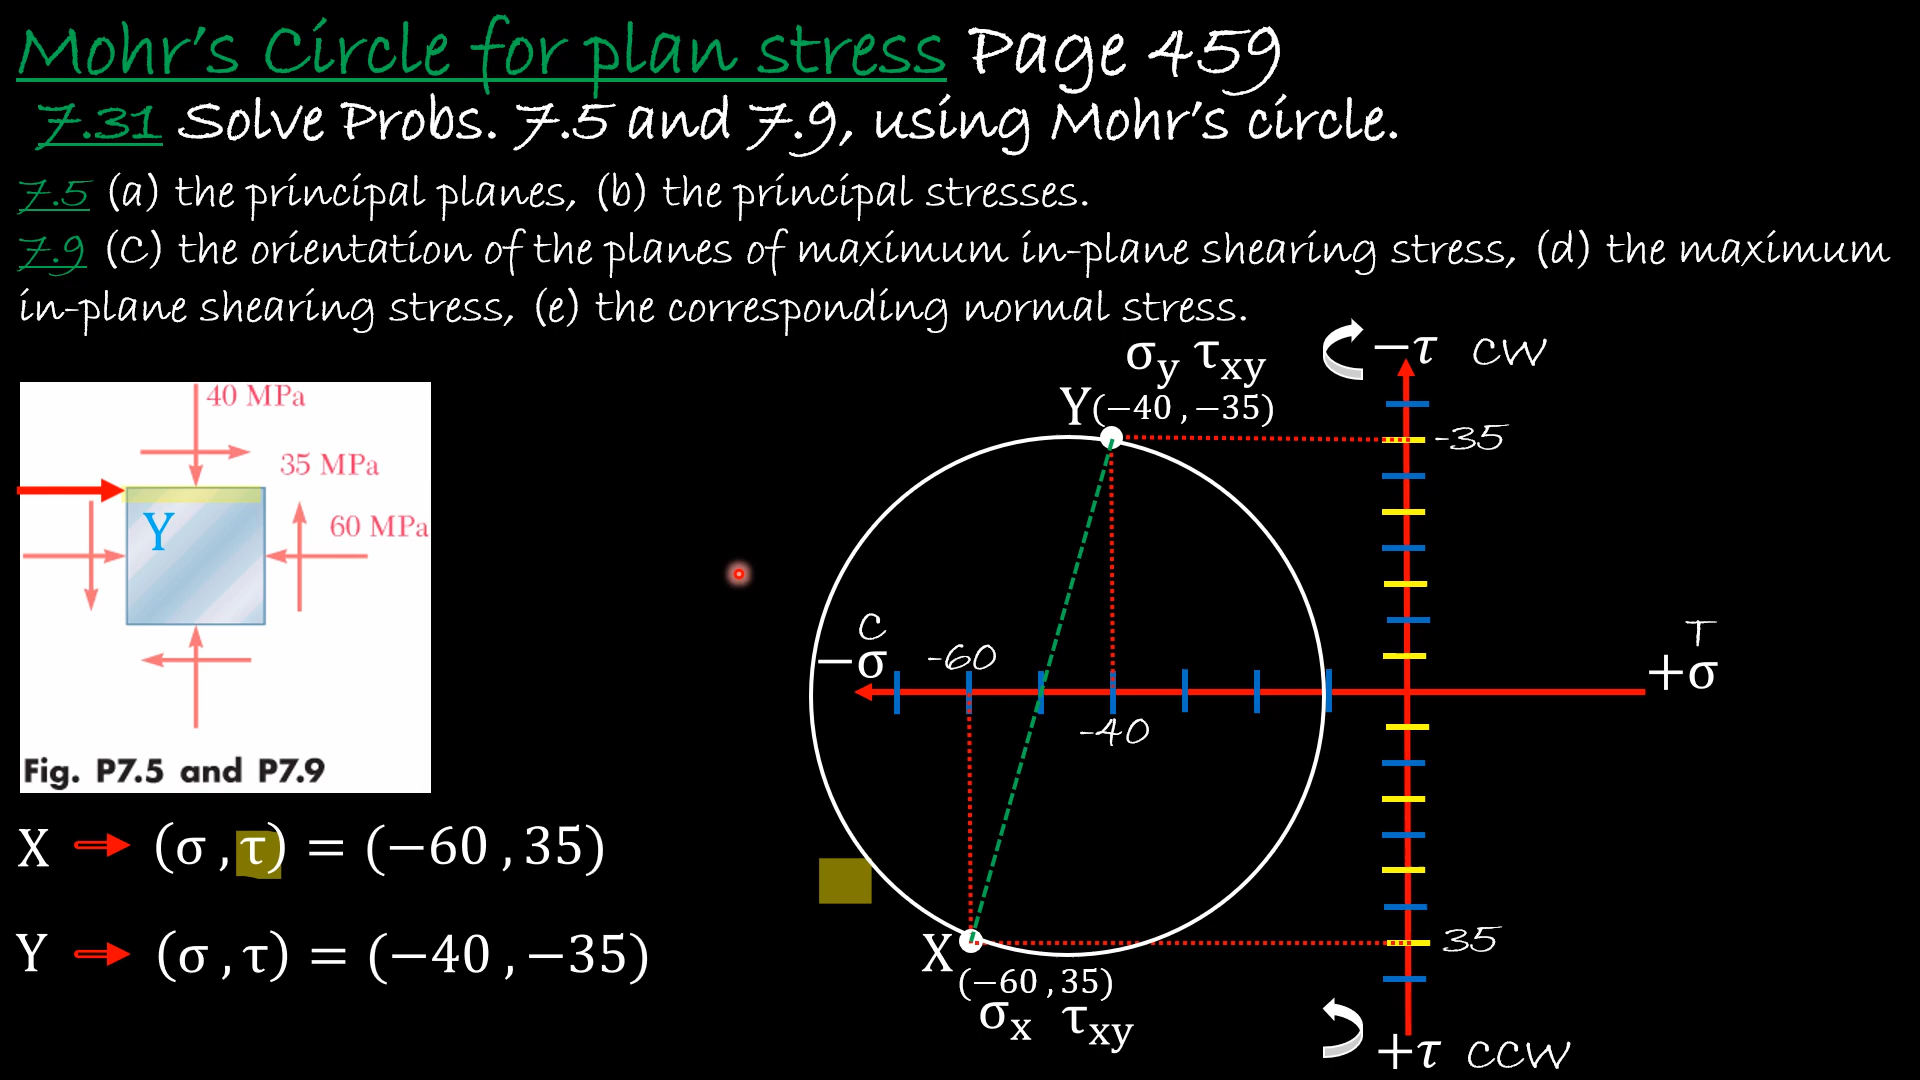 Mohr's Circle for plan stress Page 459
7.31 Solve Probs. 7.5 and 7.9, using Mohr's circle.
7.5 (a) the principal planes, (b) the principal stresses.
7.9 (C) the orientation of the planes of maximum in-plane shearing stress, (d) the maximum
in-plane shearing stress, (e) the corresponding normal stress.
σy τxy
−τ CW
Y(−40 , −35)
-35
40 MPa
35 MPa
60 MPa
Y
Fig. P7.5 and P7.9
C
−σ
-60
-40
T
+σ
X → (σ , τ) = (−60 , 35)
Y → (σ , τ) = (−40 , −35)
X
(−60 , 35)
σx τxy
35
+τ CCW